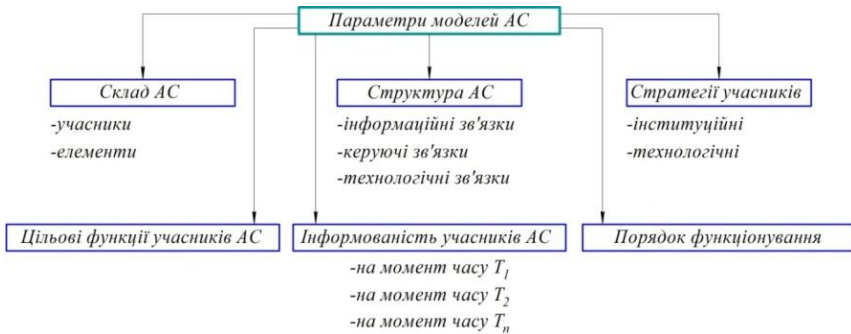 Параметри моделей АС
Склад АС
-учасники
-елементи
Структура АС
-інформаційні зв'язки
-керуючі зв'язки
-технологічні зв'язки
Стратегії учасників
-інституційні
-технологічні
Цільові функції учасників АС
Інформованість учасників АС
-на момент часу T₁
-на момент часу T₂
-на момент часу Tₙ
Порядок функціонування